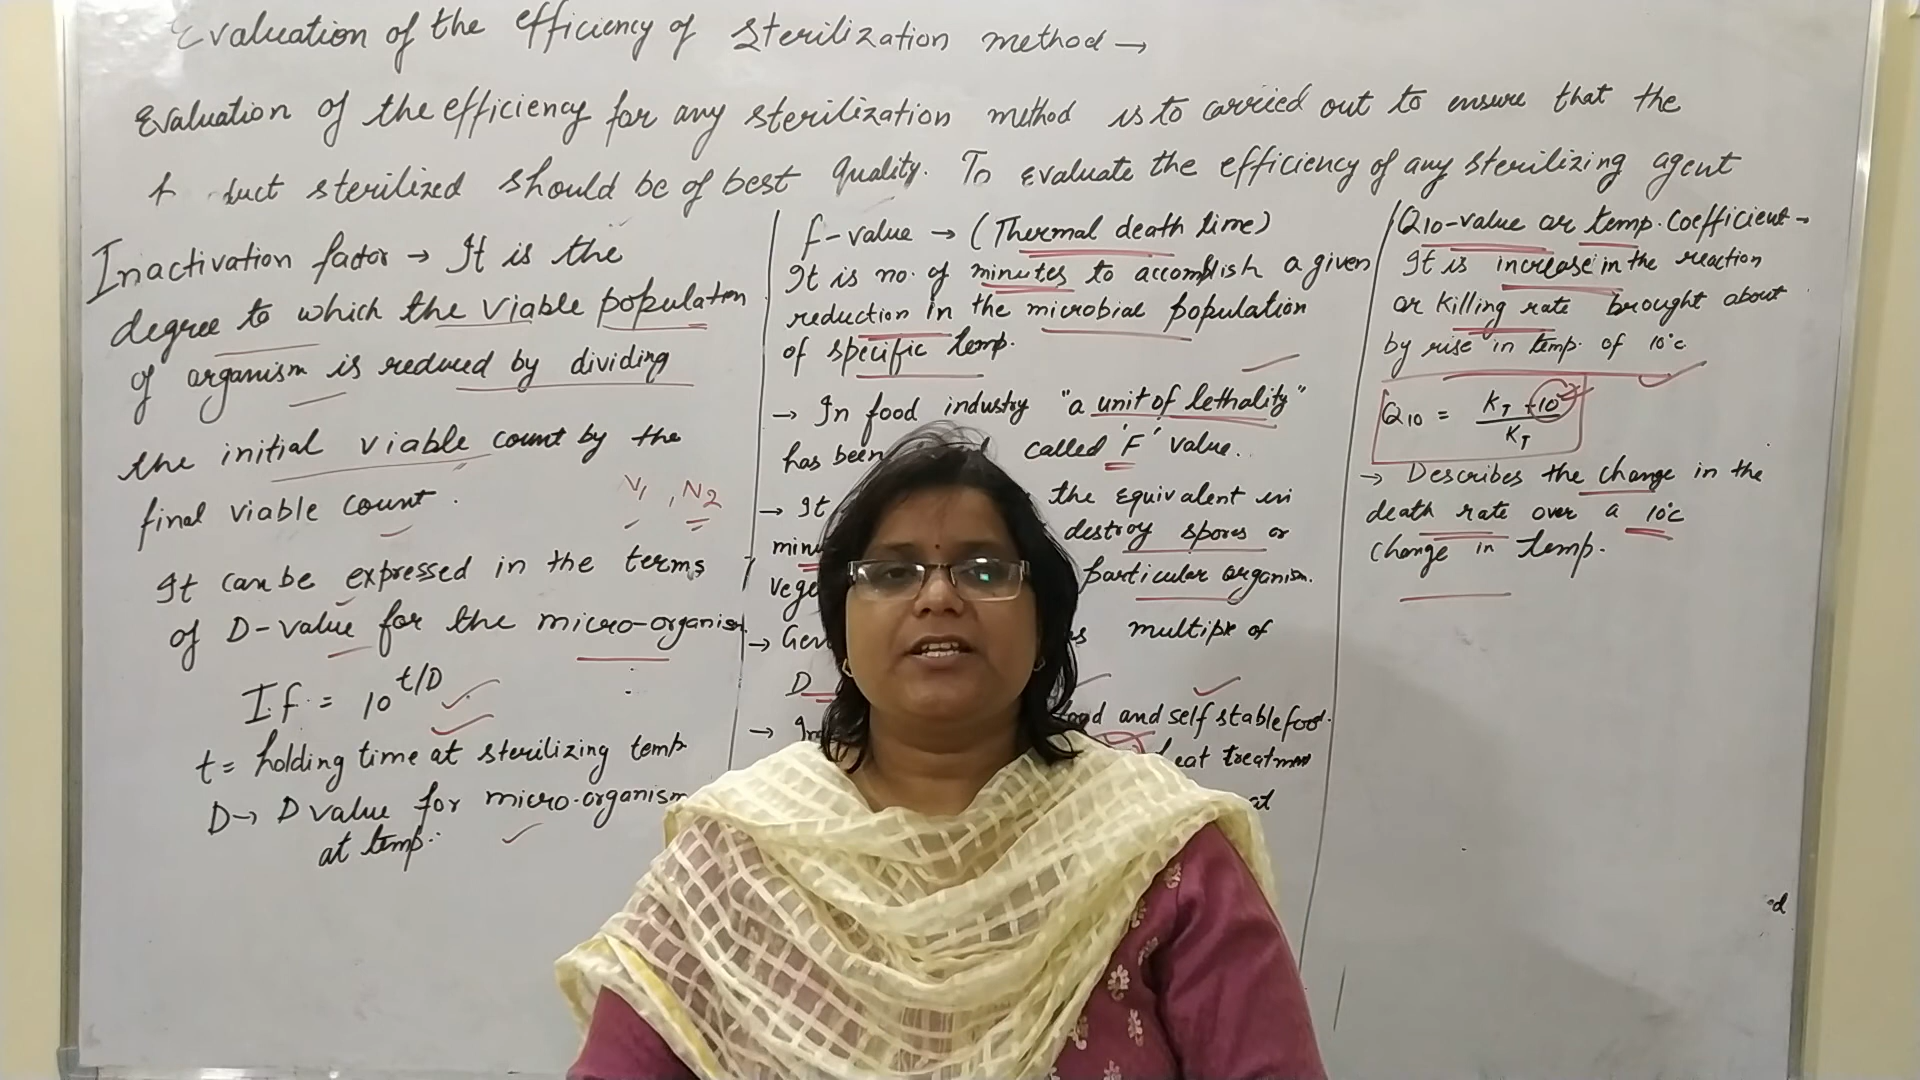 Evaluation of the efficiency of sterilization method →
Evaluation of the efficiency for any sterilization method is to carried out to ensure that the
duct sterilized should be of best quality. To evaluate the efficiency of any sterilizing agent
Inactivation factor → It is the
degree to which the viable populaton
of organism is reduced by dividing
the initial viable count by the
final viable count.
N1, N2
It can be expressed in the terms
of D-value for the micro-organism
If = 10^t/D
t = holding time at sterilizing temp
D → D value for micro-organism
at temp.
f-value → (Thermal death time)
It is no. of minutes to accomplish a given
reduction in the microbial population
of specific temp.
→ In food industry "a unit of lethality"
has been called 'F' value.
→ It the equivalent in
destroy spores or
particular organism.
→ multiple of
D
→ and self stable food.
eat treatment
at
Q10-value or temp. coefficient →
It is increase in the reaction
or killing rate brought about
by rise in temp. of 10°c
Q10 = KT+10 / KT
→ Describes the change in the
death rate over a 10°c
change in temp.